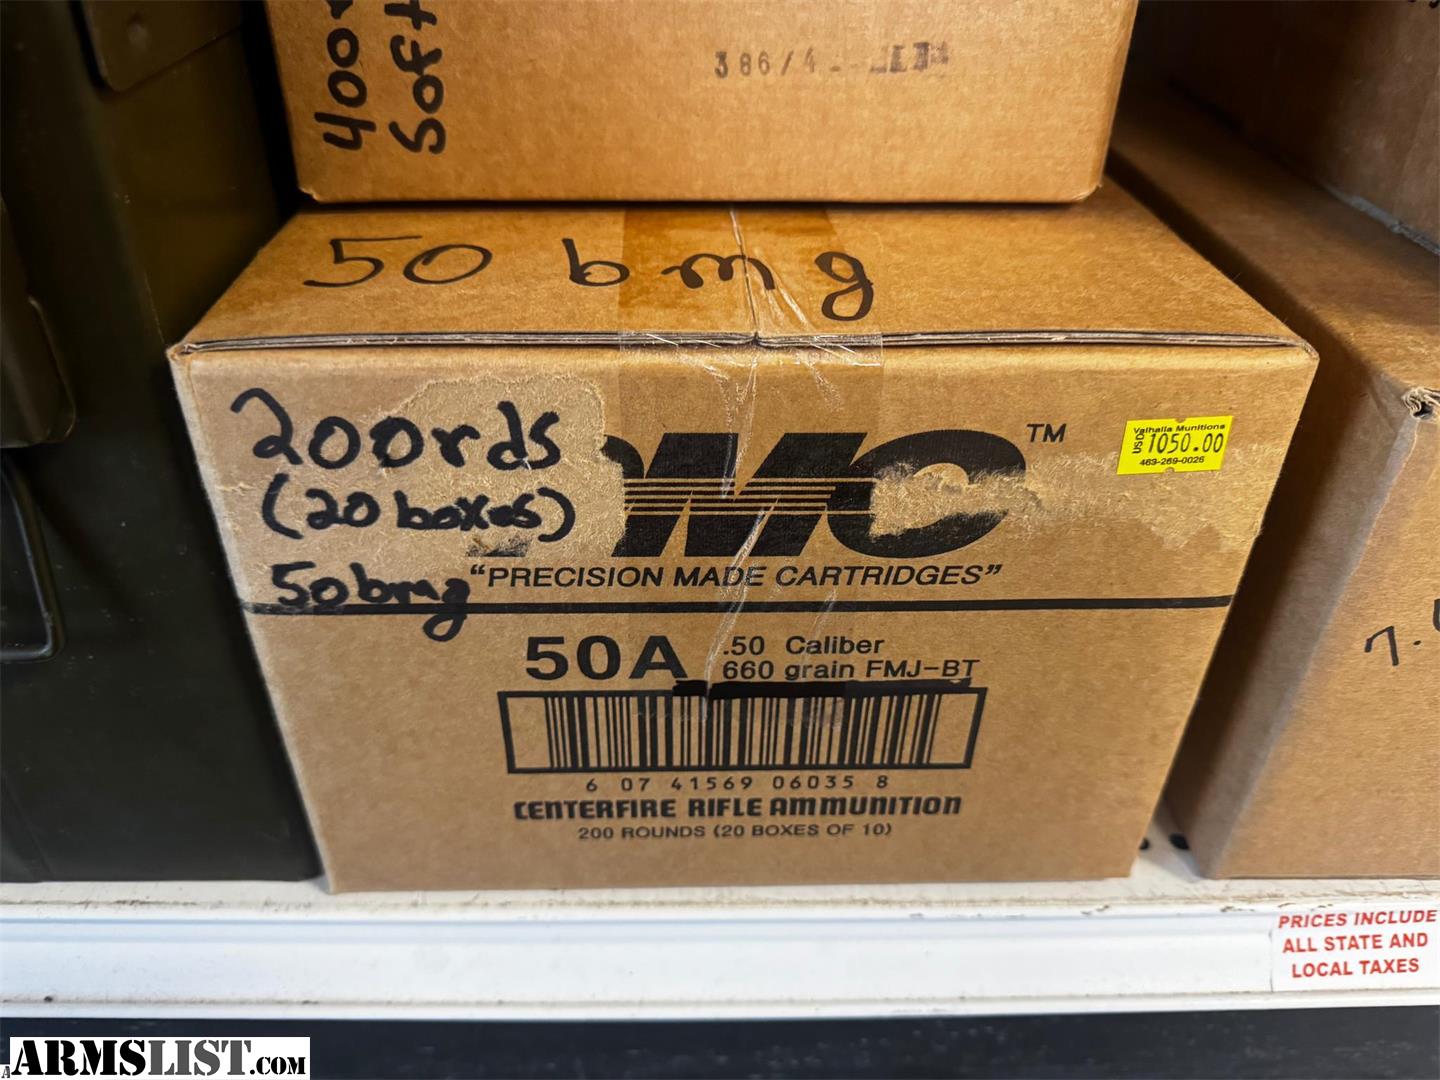 400
Soft
386/4
50 bmg
200rds
(20 boxes)
50bmg
PMC™
"PRECISION MADE CARTRIDGES"
Valhalla Munitions
USD $1050.00
463-269-0026
50A .50 Caliber
660 grain FMJ-BT
6 07 41569 06035 8
CENTERFIRE RIFLE AMMUNITION
200 ROUNDS (20 BOXES OF 10)
7.
PRICES INCLUDE
ALL STATE AND
LOCAL TAXES
ARMSLIST.COM